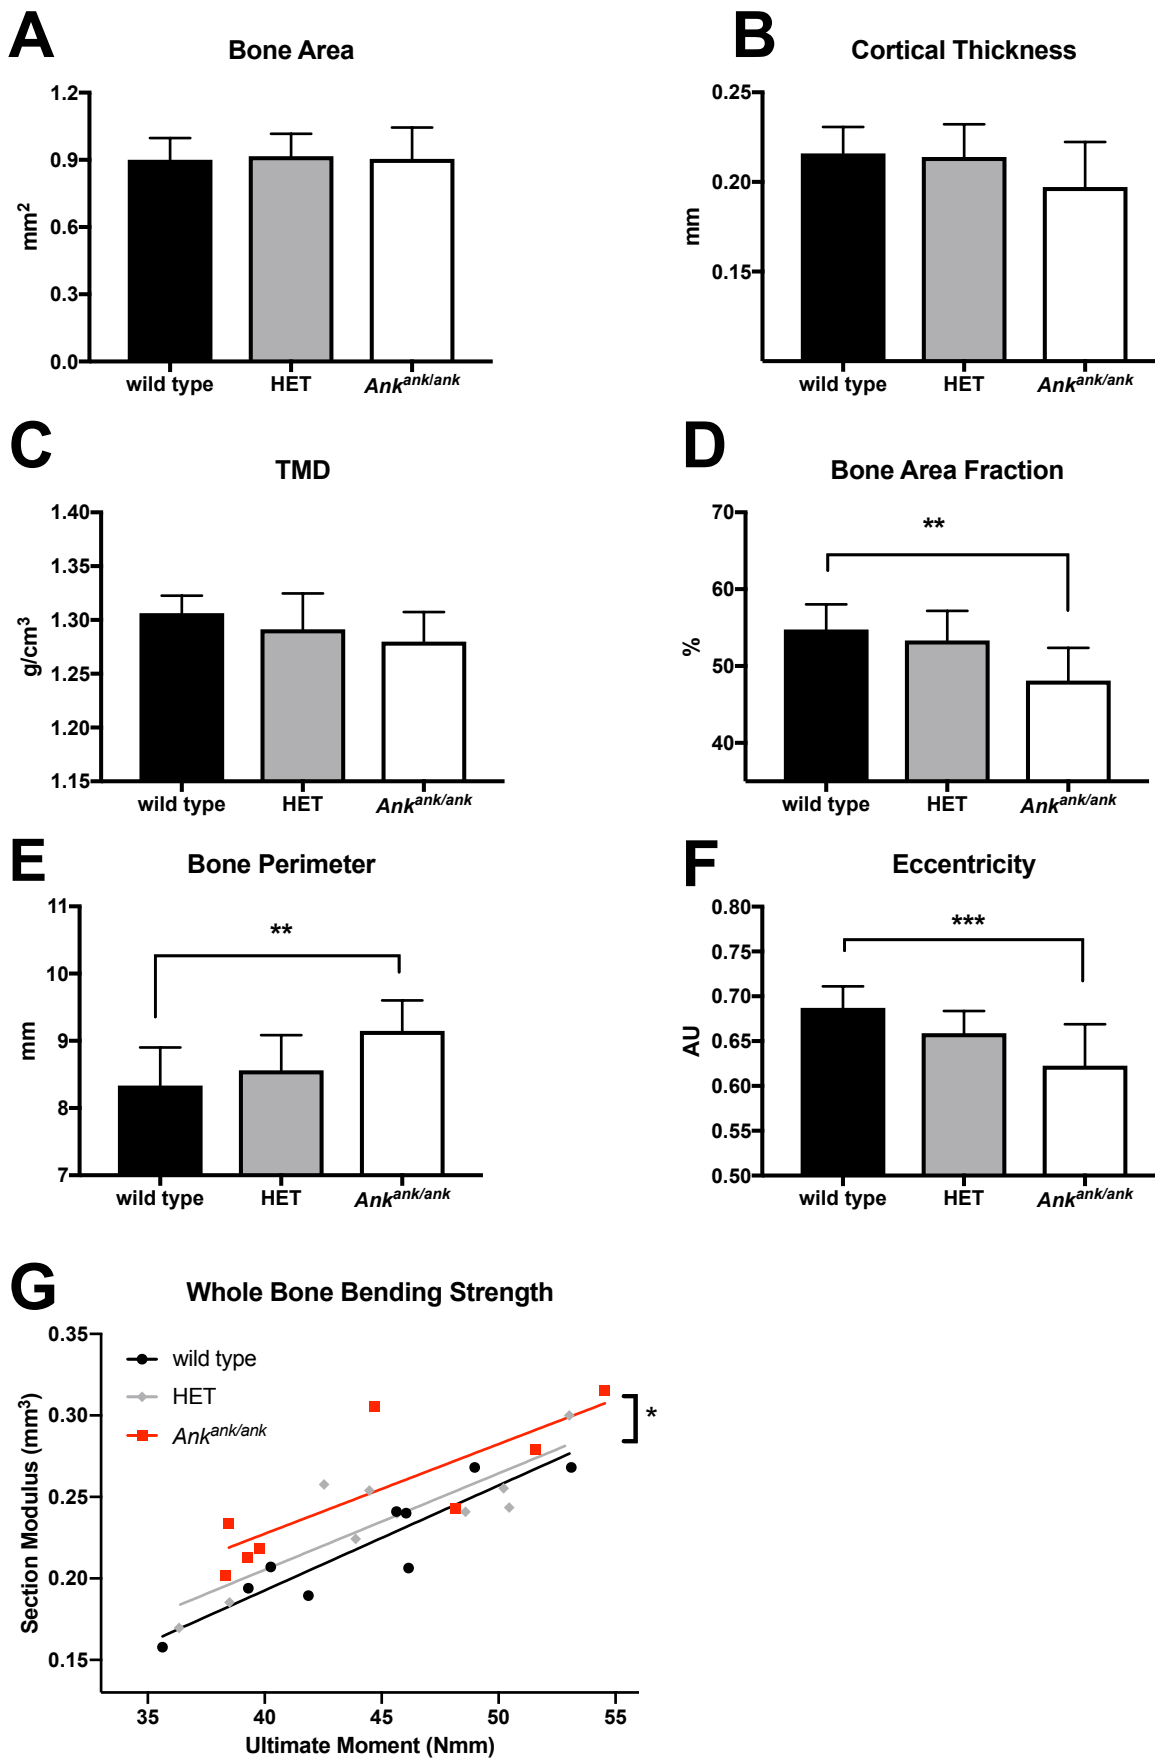 A
Bone Area
1.2
0.9
0.6
0.3
0.0
mm2
wild type HET Ankank/ank
B
Cortical Thickness
0.25
0.20
0.15
mm
wild type HET Ankank/ank
C
TMD
1.40
1.35
1.30
1.25
1.20
1.15
g/cm3
wild type HET Ankank/ank
D
Bone Area Fraction
70
60
50
40
%
**
wild type HET Ankank/ank
E
Bone Perimeter
11
10
9
8
7
mm
**
wild type HET Ankank/ank
F
Eccentricity
0.80
0.75
0.70
0.65
0.60
0.55
0.50
AU
***
wild type HET Ankank/ank
G
Whole Bone Bending Strength
0.35
0.30
0.25
0.20
0.15
Section Modulus (mm3)
wild type
HET
Ankank/ank
*
35 40 45 50 55
Ultimate Moment (Nmm)